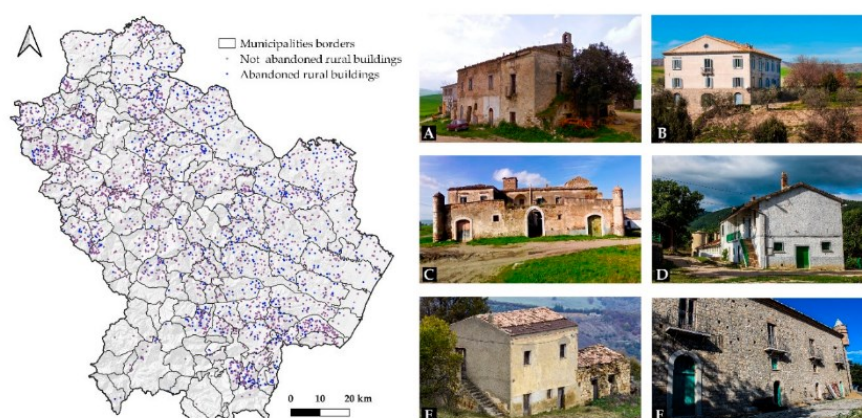 Municipalities borders
Not abandoned rural buildings
Abandoned rural buildings
0 10 20 km
A
B
C
D
E
F